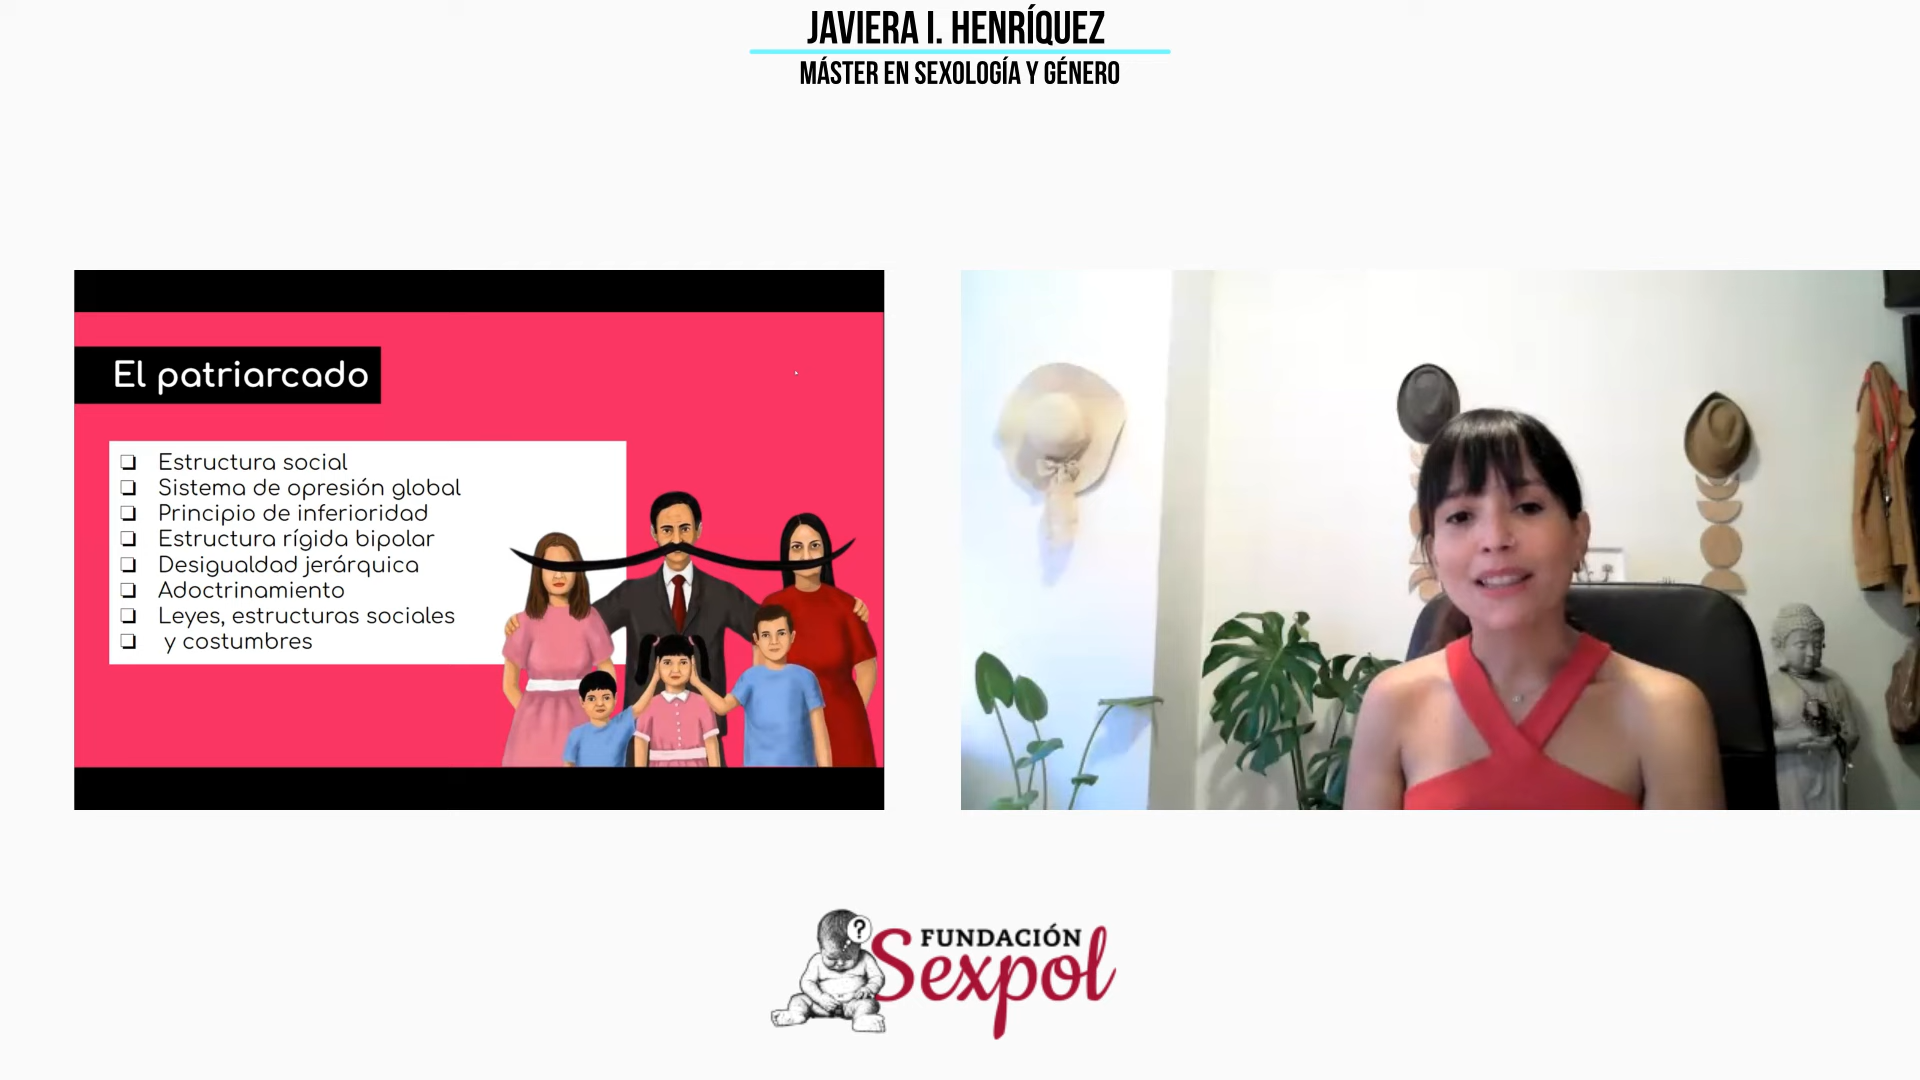 JAVIERA I. HENRÍQUEZ
MÁSTER EN SEXOLOGÍA Y GÉNERO
El patriarcado
Estructura social
Sistema de opresión global
Principio de inferioridad
Estructura rígida bipolar
Desigualdad jerárquica
Adoctrinamiento
Leyes, estructuras sociales
y costumbres
?
FUNDACIÓN
Sexpol